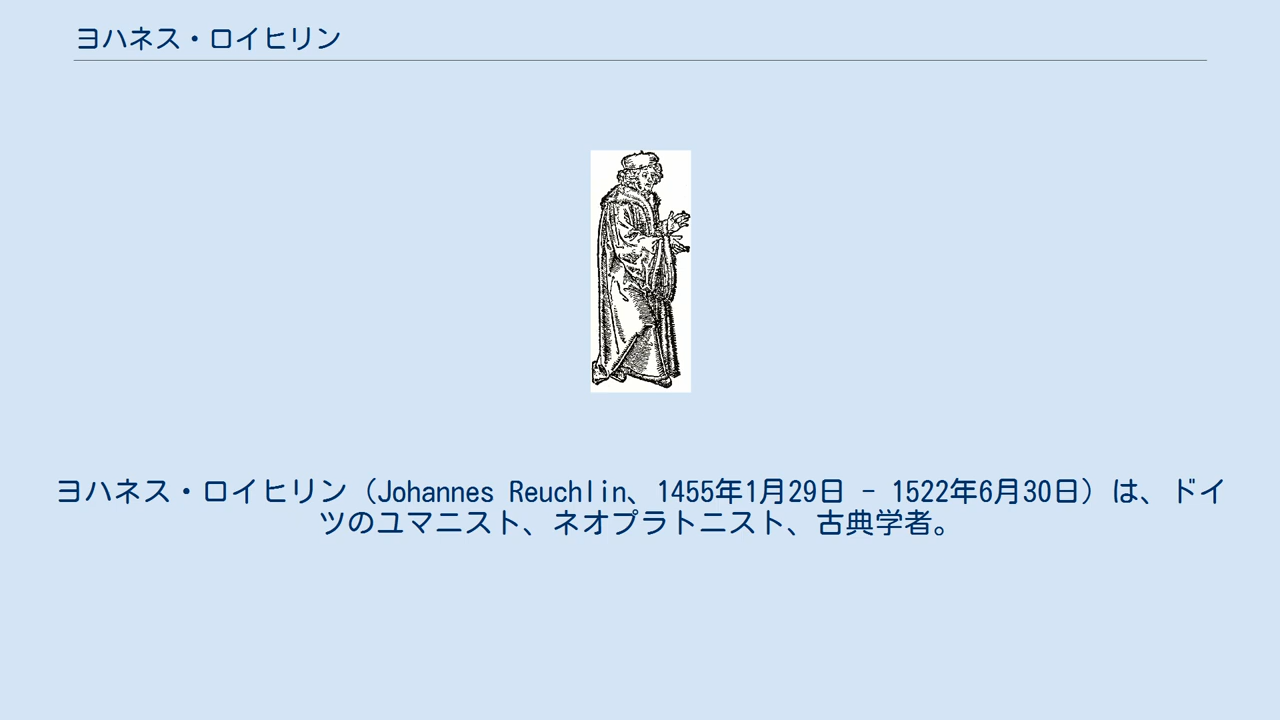 ヨハネス・ロイヒリン
ヨハネス・ロイヒリン（Johannes Reuchlin、1455年1月29日 - 1522年6月30日）は、ドイ
ツのユマニスト、ネオプラトニスト、古典学者。